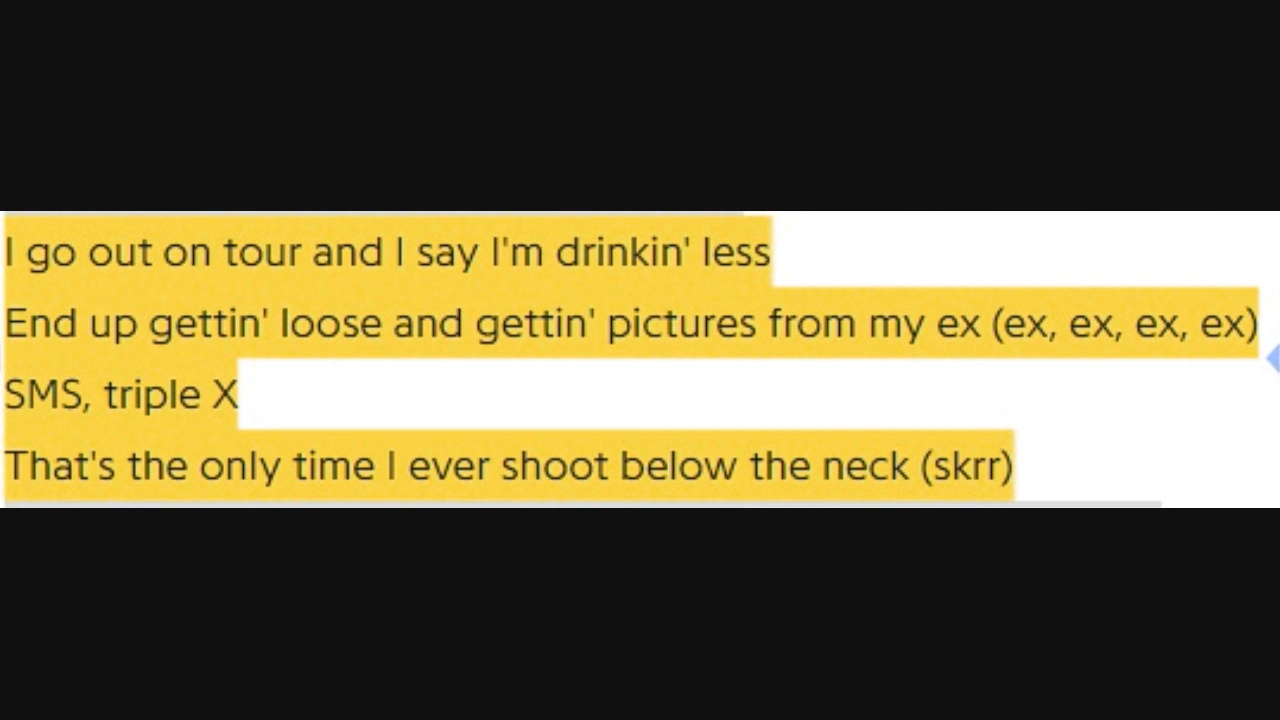 I go out on tour and I say I'm drinkin' less
End up gettin' loose and gettin' pictures from my ex (ex, ex, ex, ex)
SMS, triple X
That's the only time I ever shoot below the neck (skrr)